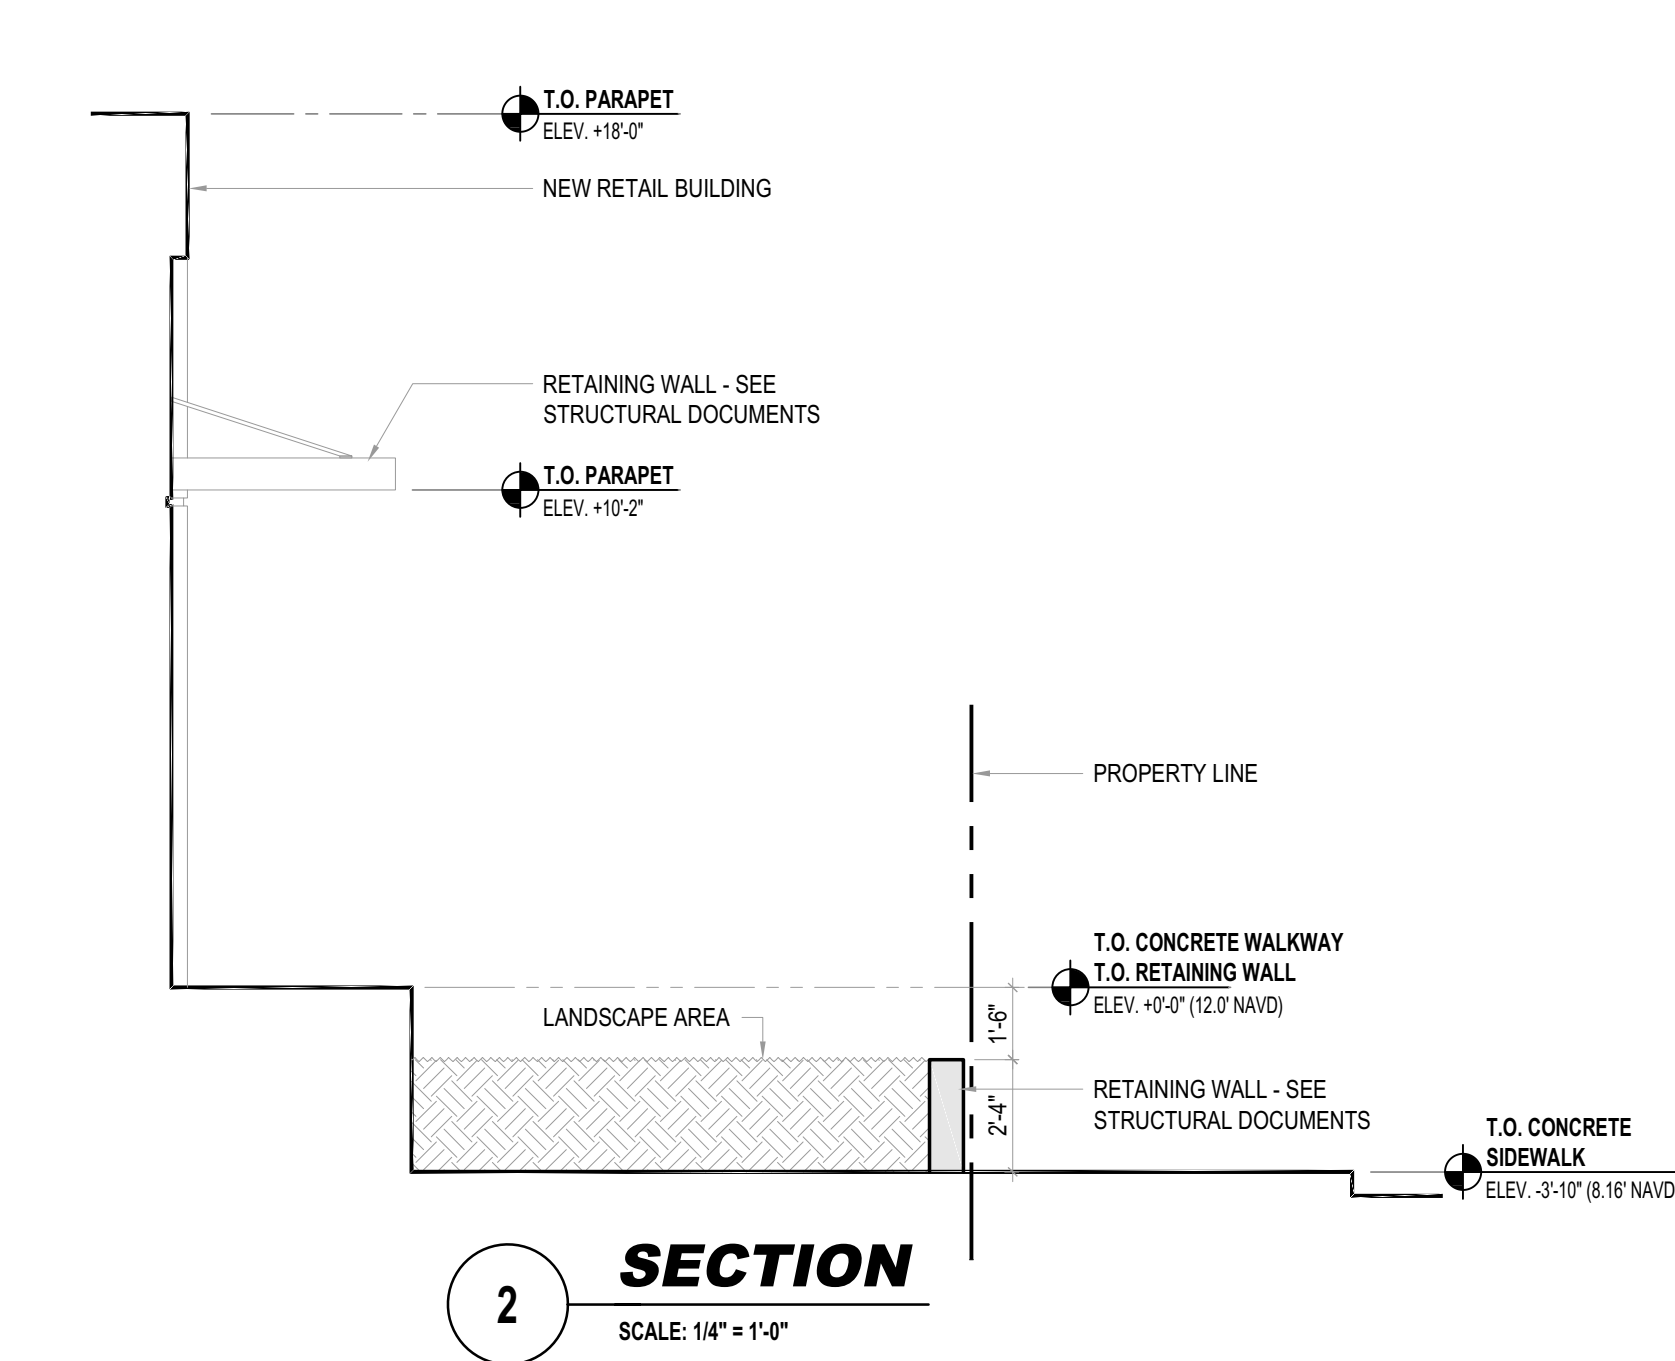 T.O. PARAPET
ELEV. +18'-0"
NEW RETAIL BUILDING
RETAINING WALL - SEE
STRUCTURAL DOCUMENTS
T.O. PARAPET
ELEV. +10'-2"
PROPERTY LINE
T.O. CONCRETE WALKWAY
T.O. RETAINING WALL
ELEV. +0'-0" (12.0' NAVD)
LANDSCAPE AREA
1'-6"
2'-4"
RETAINING WALL - SEE
STRUCTURAL DOCUMENTS
T.O. CONCRETE
SIDEWALK
ELEV. -3'-10" (8.16' NAVD
2
SECTION
SCALE: 1/4" = 1'-0"